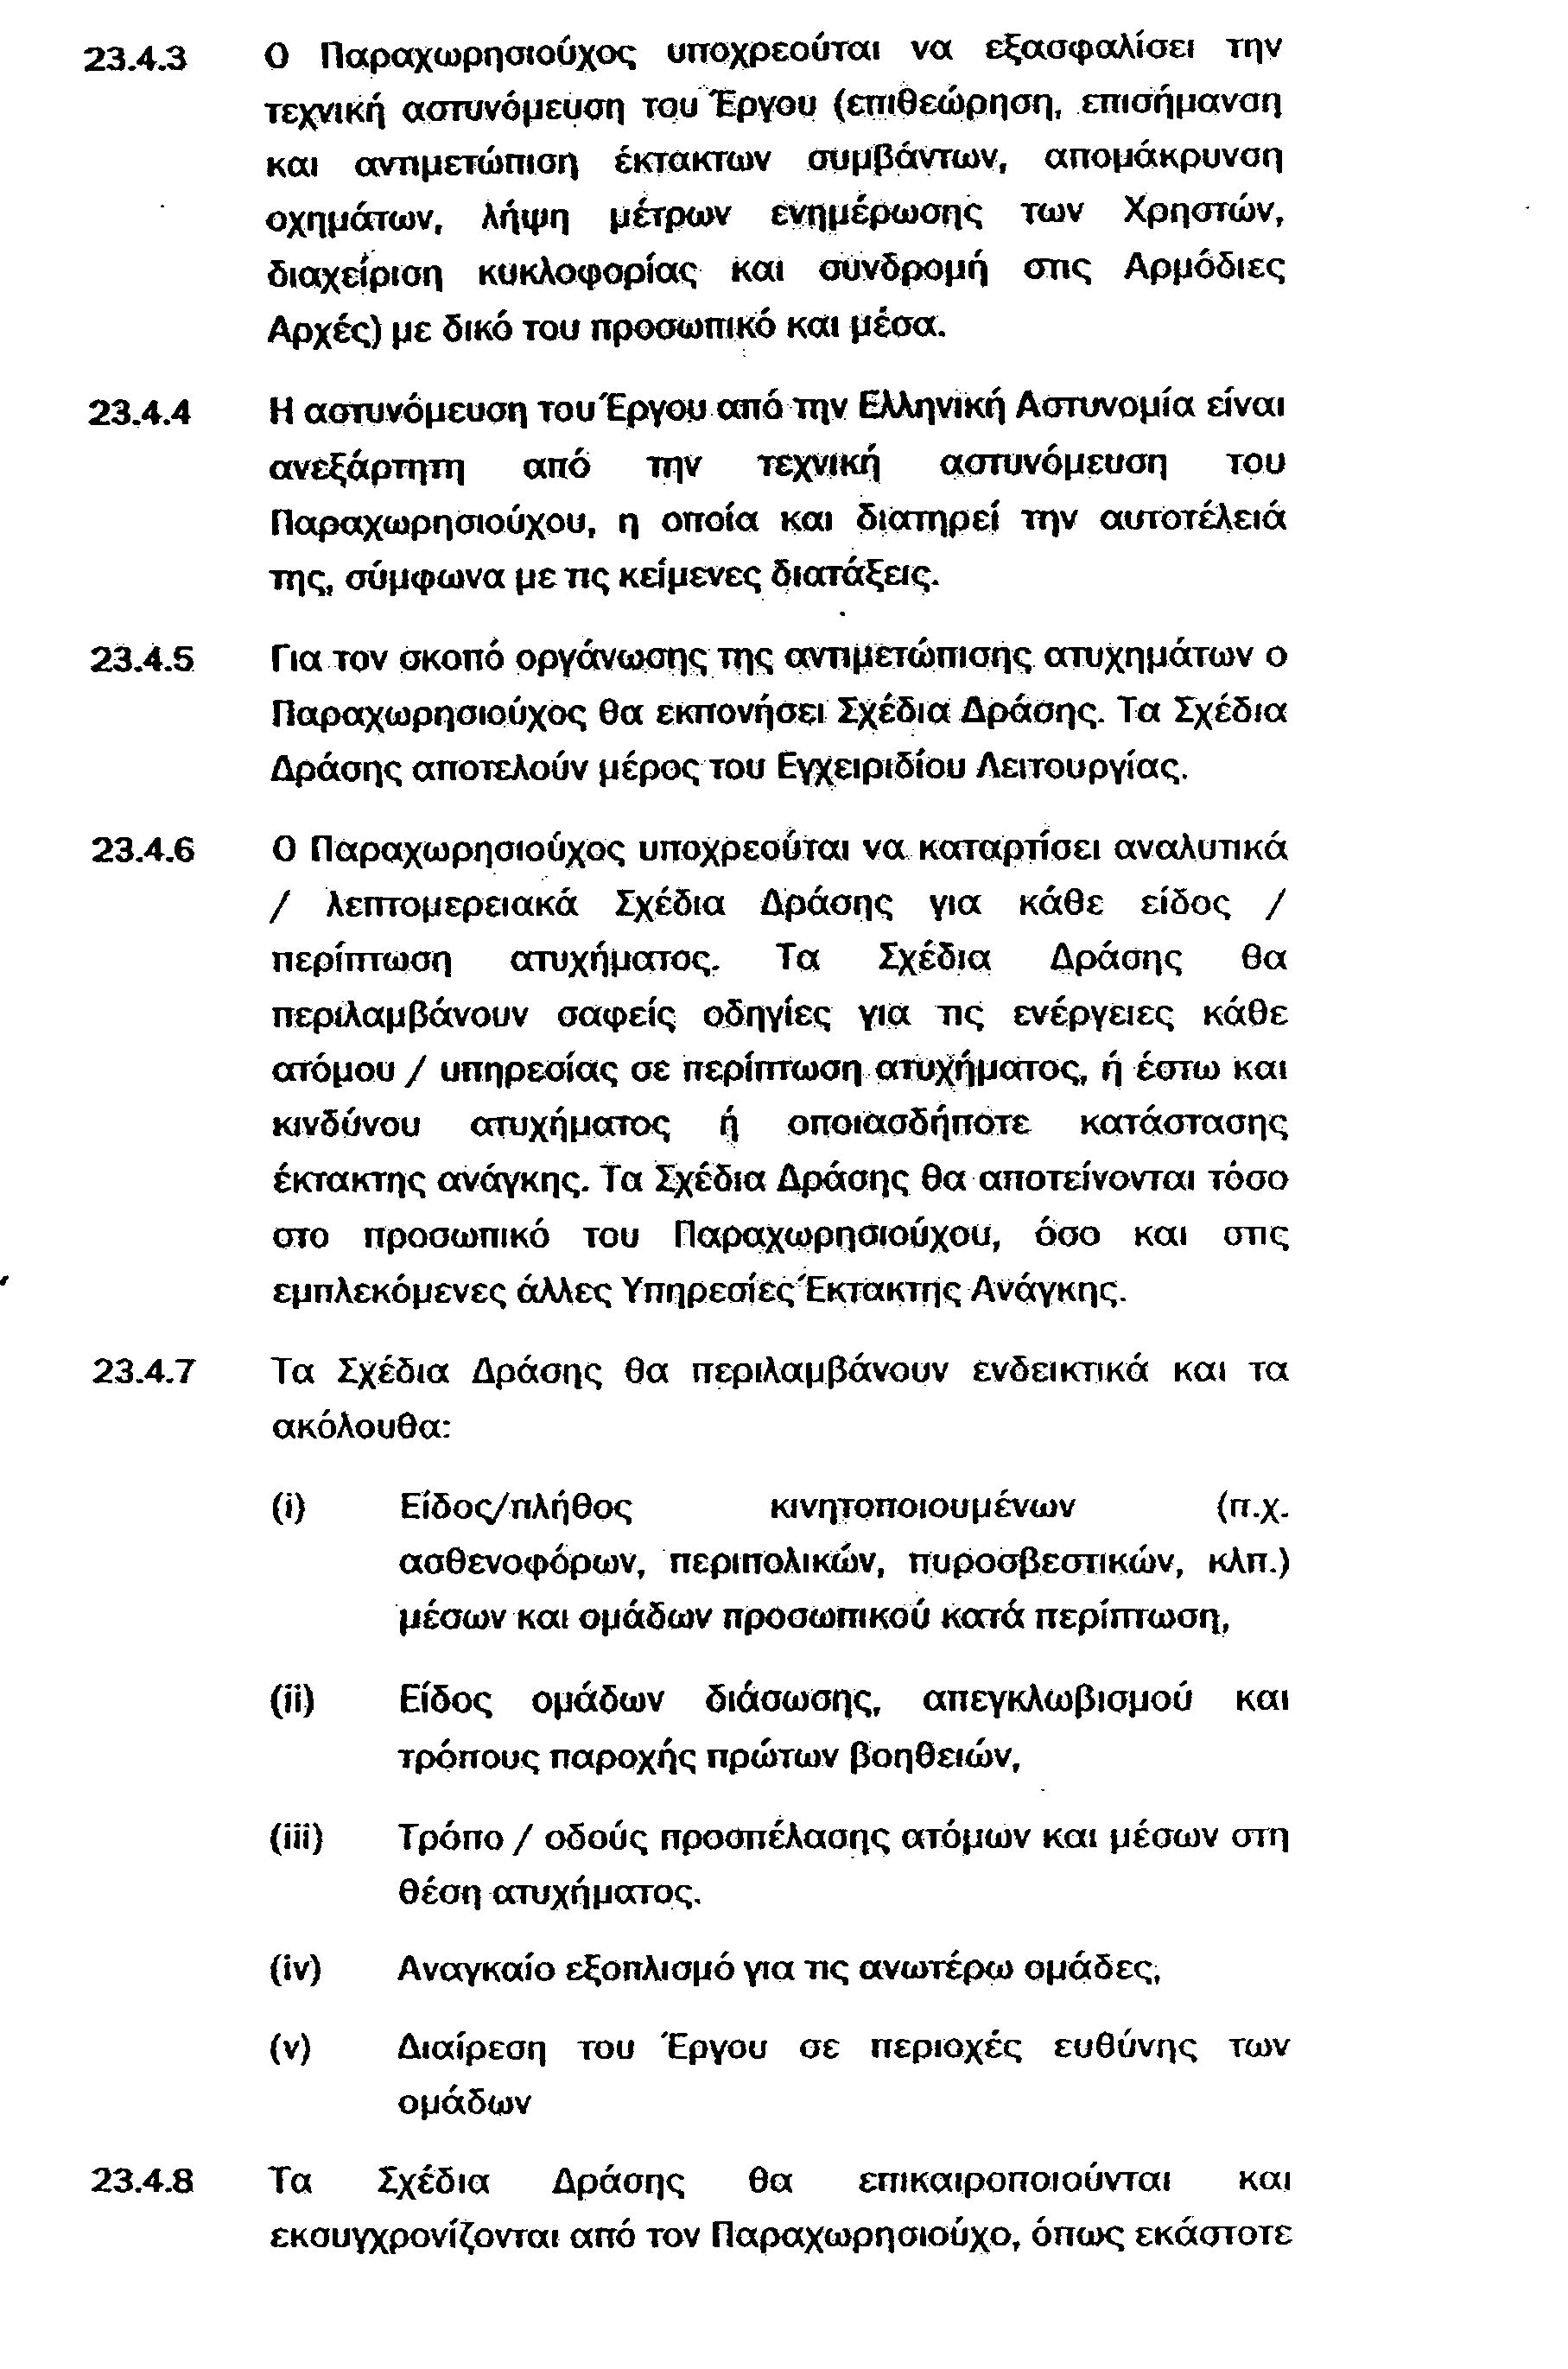 23.4.3 Ο Παραχωρησιούχος υποχρεούται να εξασφαλίσει την
τεχνική αστυνόμευση του Έργου (επιθεώρηση, επισήμανση
και αντιμετώπιση έκτακτων συμβάντων, απομάκρυνση
οχημάτων, λήψη μέτρων ενημέρωσης των Χρηστών,
διαχείριση κυκλοφορίας και συνδρομή στις Αρμόδιες
Αρχές) με δικό του προσωπικό και μέσα.
23.4.4 Η αστυνόμευση του Έργου από την Ελληνική Αστυνομία είναι
ανεξάρτητη από την τεχνική αστυνόμευση του
Παραχωρησιούχου, η οποία και διατηρεί την αυτοτέλειά
της, σύμφωνα με τις κείμενες διατάξεις.
23.4.5 Για τον σκοπό οργάνωσης της αντιμετώπισης ατυχημάτων ο
Παραχωρησιούχος θα εκπονήσει Σχέδια Δράσης. Τα Σχέδια
Δράσης αποτελούν μέρος του Εγχειριδίου Λειτουργίας.
23.4.6 Ο Παραχωρησιούχος υποχρεούται να καταρτίσει αναλυτικά
/ λεπτομερειακά Σχέδια Δράσης για κάθε είδος /
περίπτωση ατυχήματος. Τα Σχέδια Δράσης θα
περιλαμβάνουν σαφείς οδηγίες για τις ενέργειες κάθε
ατόμου / υπηρεσίας σε περίπτωση ατυχήματος, ή έστω και
κινδύνου ατυχήματος ή οποιασδήποτε κατάστασης
έκτακτης ανάγκης. Τα Σχέδια Δράσης θα αποτείνονται τόσο
στο προσωπικό του Παραχωρησιούχου, όσο και στις
εμπλεκόμενες άλλες Υπηρεσίες Έκτακτης Ανάγκης.
23.4.7 Τα Σχέδια Δράσης θα περιλαμβάνουν ενδεικτικά και τα
ακόλουθα:
(i) Είδος/πλήθος κινητοποιουμένων (π.χ.
ασθενοφόρων, περιπολικών, πυροσβεστικών, κλπ.)
μέσων και ομάδων προσωπικού κατά περίπτωση,
(ii) Είδος ομάδων διάσωσης, απεγκλωβισμού και
τρόπους παροχής πρώτων βοηθειών,
(iii) Τρόπο / οδούς προσπέλασης ατόμων και μέσων στη
θέση ατυχήματος.
(iv) Αναγκαίο εξοπλισμό για τις ανωτέρω ομάδες,
(v) Διαίρεση του Έργου σε περιοχές ευθύνης των
ομάδων
23.4.8 Τα Σχέδια Δράσης θα επικαιροποιούνται και
εκσυγχρονίζονται από τον Παραχωρησιούχο, όπως εκάστοτε